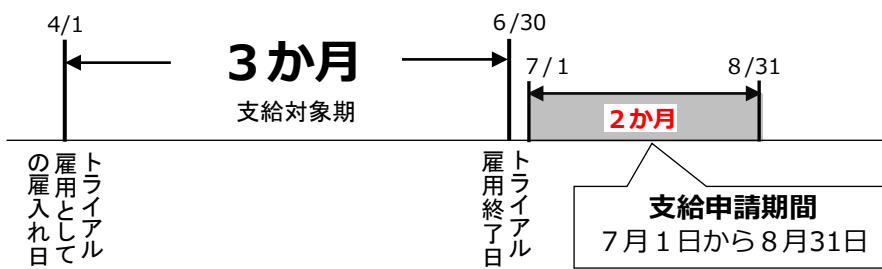 4/1
6/30
7/1
8/31
３か月
支給対象期
２か月
トライアル
雇用として
の雇入れ日
トライアル
雇用終了日
支給申請期間
７月１日から８月31日